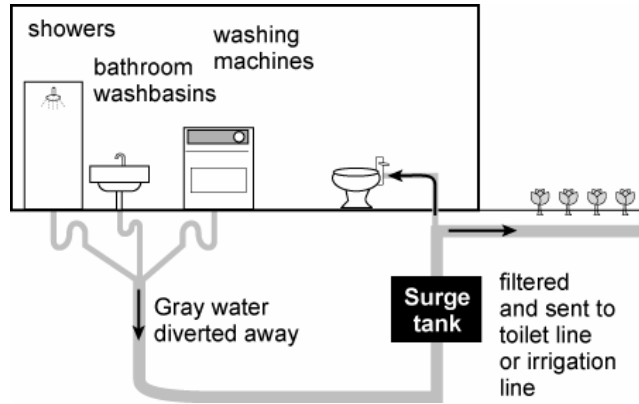 showers
bathroom
washbasins
washing
machines
Gray water
diverted away
Surge
tank
filtered
and sent to
toilet line
or irrigation
line